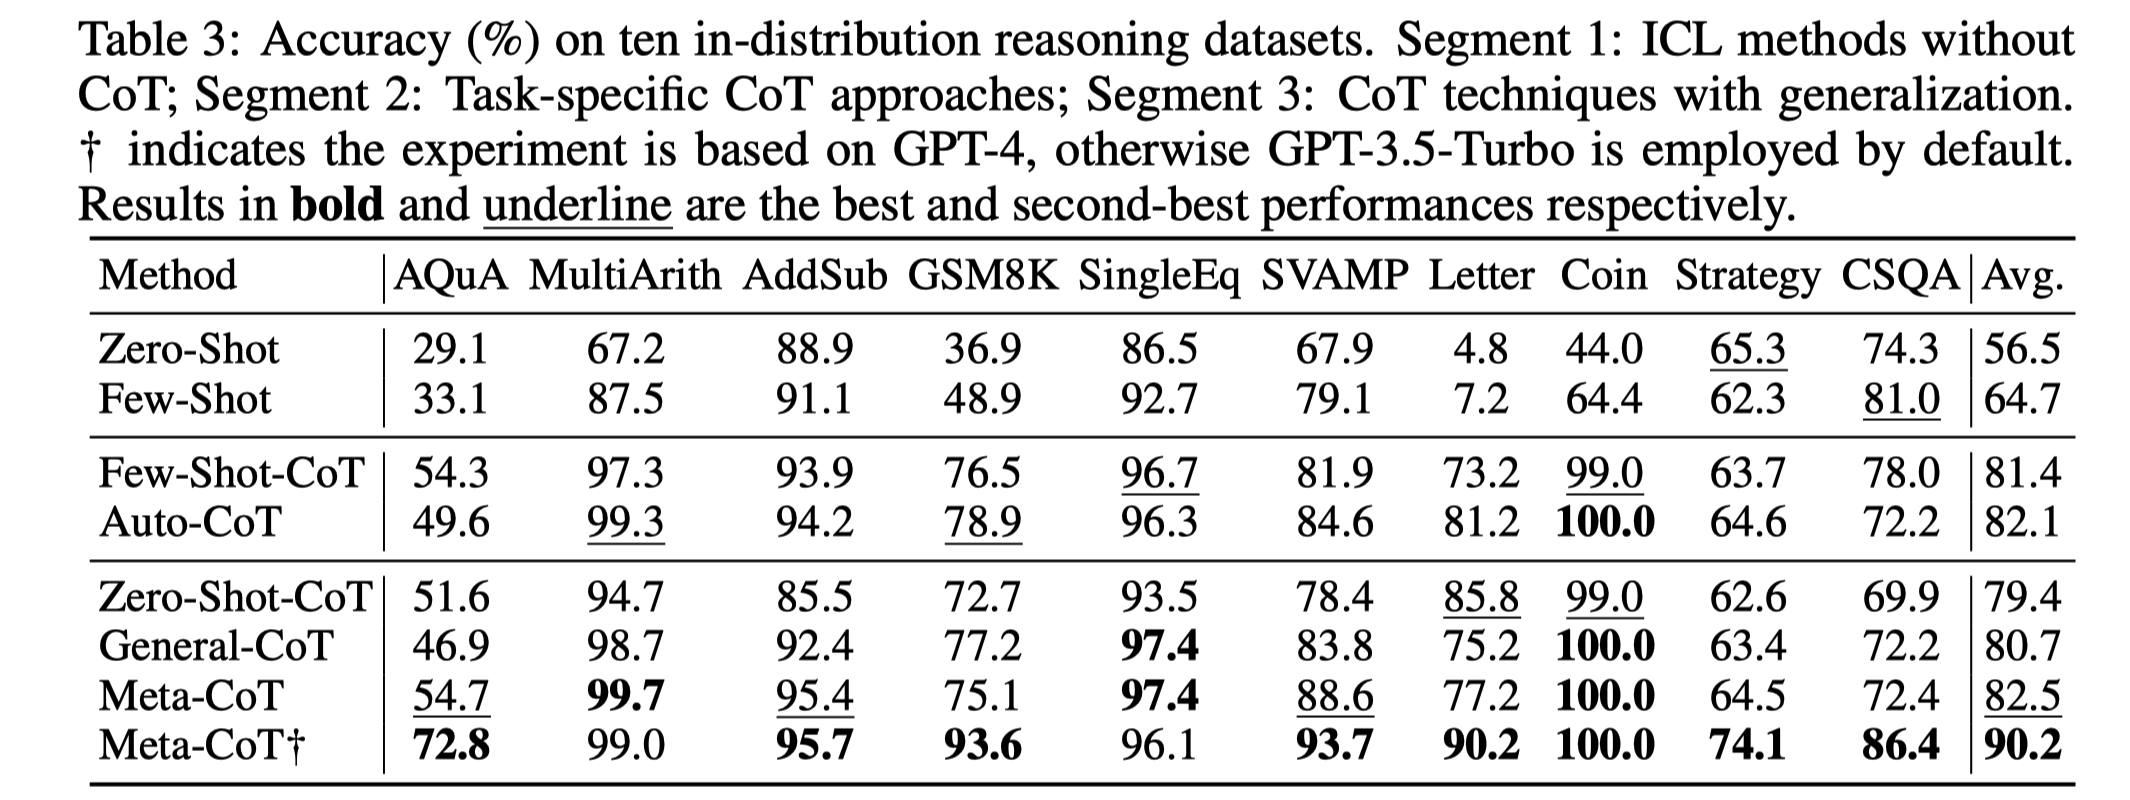 Table 3: Accuracy (%) on ten in-distribution reasoning datasets. Segment 1: ICL methods without
CoT; Segment 2: Task-specific CoT approaches; Segment 3: CoT techniques with generalization.
† indicates the experiment is based on GPT-4, otherwise GPT-3.5-Turbo is employed by default.
Results in bold and underline are the best and second-best performances respectively.
Method AQuA MultiArith AddSub GSM8K SingleEq SVAMP Letter Coin Strategy CSQA Avg.
Zero-Shot 29.1 67.2 88.9 36.9 86.5 67.9 4.8 44.0 65.3 74.3 56.5
Few-Shot 33.1 87.5 91.1 48.9 92.7 79.1 7.2 64.4 62.3 81.0 64.7
Few-Shot-CoT 54.3 97.3 93.9 76.5 96.7 81.9 73.2 99.0 63.7 78.0 81.4
Auto-CoT 49.6 99.3 94.2 78.9 96.3 84.6 81.2 100.0 64.6 72.2 82.1
Zero-Shot-CoT 51.6 94.7 85.5 72.7 93.5 78.4 85.8 99.0 62.6 69.9 79.4
General-CoT 46.9 98.7 92.4 77.2 97.4 83.8 75.2 100.0 63.4 72.2 80.7
Meta-CoT 54.7 99.7 95.4 75.1 97.4 88.6 77.2 100.0 64.5 72.4 82.5
Meta-CoT† 72.8 99.0 95.7 93.6 96.1 93.7 90.2 100.0 74.1 86.4 90.2